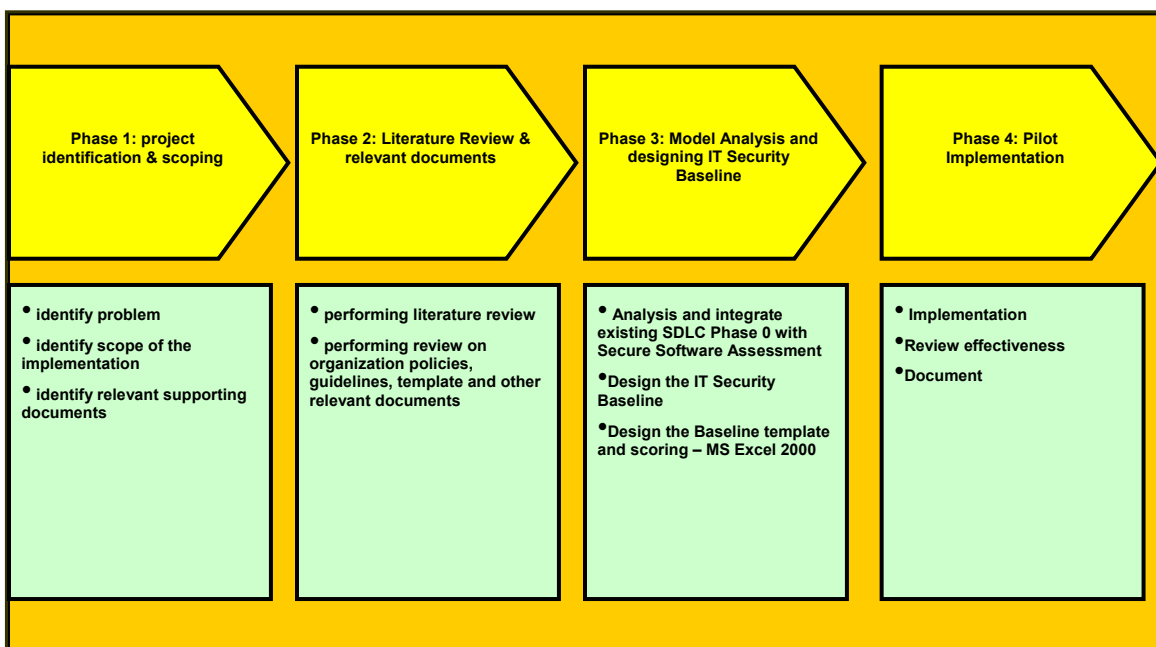 Phase 1: project
identification & scoping
Phase 2: Literature Review &
relevant documents
Phase 3: Model Analysis and
designing IT Security
Baseline
Phase 4: Pilot
Implementation
• identify problem
• identify scope of the
implementation
• identify relevant supporting
documents
• performing literature review
• performing review on
organization policies,
guidelines, template and other
relevant documents
• Analysis and integrate
existing SDLC Phase 0 with
Secure Software Assessment
•Design the IT Security
Baseline
•Design the Baseline template
and scoring – MS Excel 2000
• Implementation
•Review effectiveness
•Document